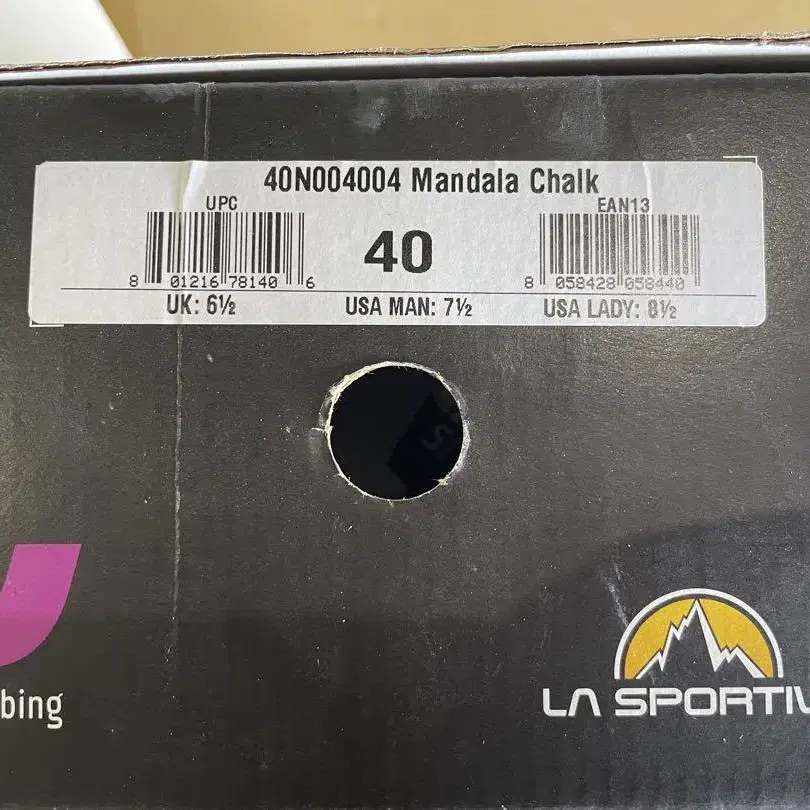 40N004004 Mandala Chalk
UPC
EAN13
40
8 01216 78140 6
8 058428 058440
UK: 6½
USA MAN: 7½
USA LADY: 8½
bing
LA SPORTIV